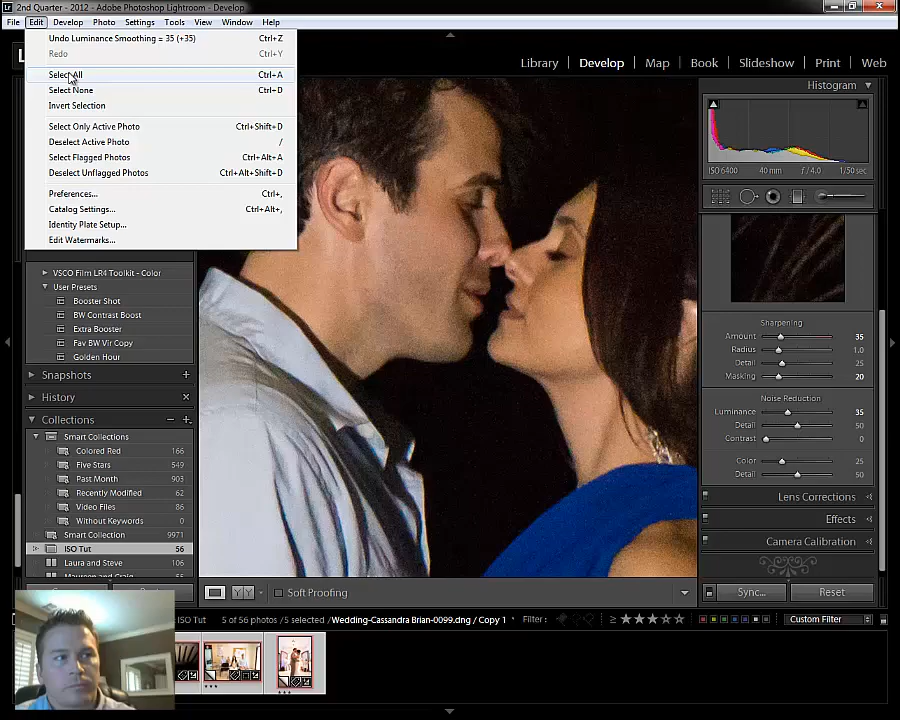 2nd Quarter - 2012 - Adobe Photoshop Lightroom - Develop
File Edit Develop Photo Settings Tools View Window Help
Undo Luminance Smoothing = 35 (+35) Ctrl+Z
Redo Ctrl+Y
Select All Ctrl+A
Select None Ctrl+D
Invert Selection
Select Only Active Photo Ctrl+Shift+D
Deselect Active Photo /
Select Flagged Photos Ctrl+Alt+A
Deselect Unflagged Photos Ctrl+Alt+Shift+D
Preferences... Ctrl+,
Catalog Settings... Ctrl+Alt+,
Identity Plate Setup...
Edit Watermarks...
Library Develop Map Book Slideshow Print Web
Histogram
ISO 6400 40 mm f / 4.0 1/50 sec
VSCO Film LR4 Toolkit - Color
User Presets
Booster Shot
BW Contrast Boost
Extra Booster
Fav BW Vir Copy
Golden Hour
Snapshots
History
Collections
Smart Collections
Colored Red 166
Five Stars 549
Past Month 903
Recently Modified 62
Video Files 86
Without Keywords 0
Smart Collection 9971
ISO Tut 56
Laura and Steve 106
Sharpening
Amount 35
Radius 1.0
Detail 25
Masking 20
Noise Reduction
Luminance 35
Detail 50
Contrast 0
Color 25
Detail 50
Lens Corrections
Effects
Camera Calibration
Soft Proofing
Sync... Reset
ISO Tut 5 of 56 photos / 5 selected / Wedding-Cassandra Brian-0099.dng / Copy 1 Filter: Custom Filter